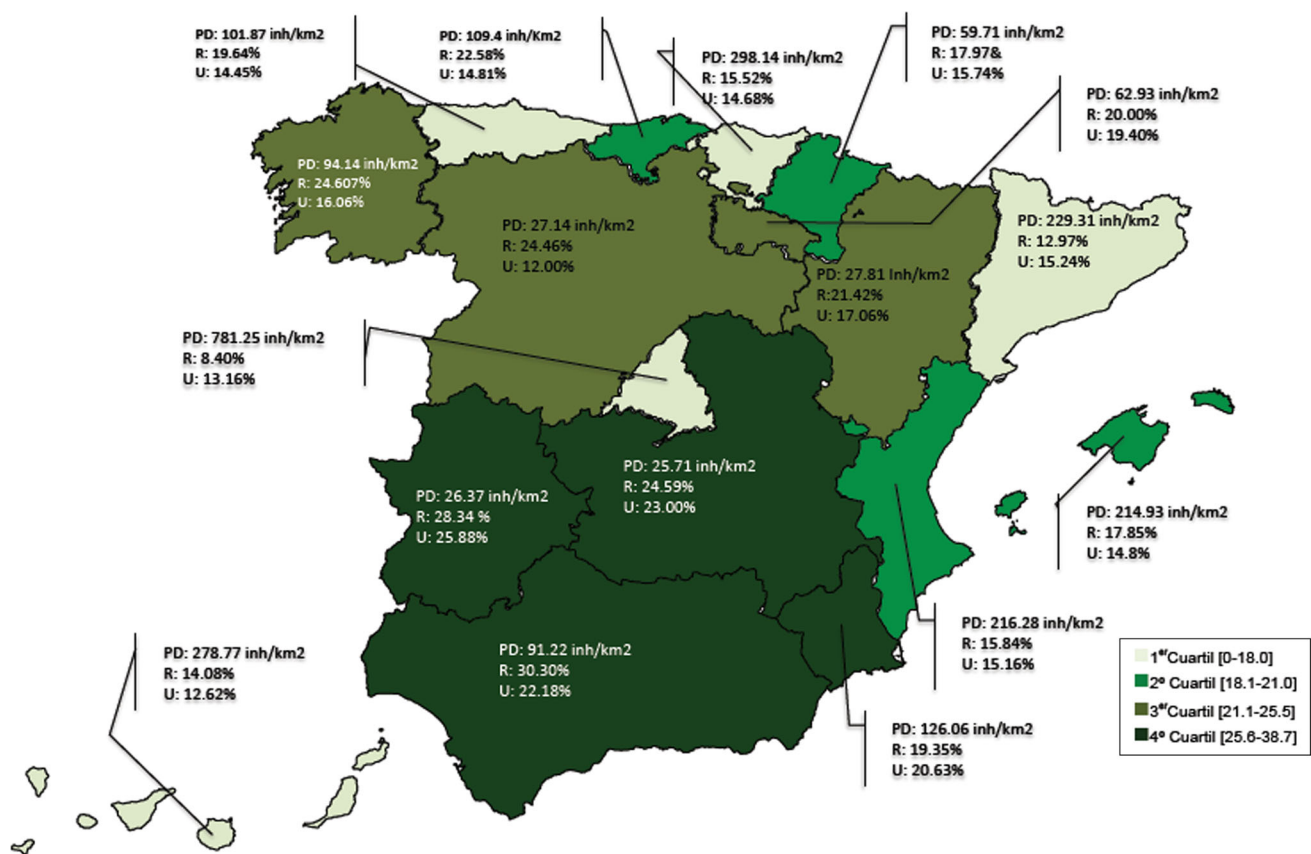 PD: 101.87 inh/km2
R: 19.64%
U: 14.45%
PD: 109.4 inh/Km2
R: 22.58%
U: 14.81%
PD: 298.14 inh/km2
R: 15.52%
U: 14.68%
PD: 59.71 inh/km2
R: 17.97&
U: 15.74%
PD: 62.93 inh/km2
R: 20.00%
U: 19.40%
PD: 94.14 inh/km2
R: 24.607%
U: 16.06%
PD: 27.14 inh/km2
R: 24.46%
U: 12.00%
PD: 229.31 inh/km2
R: 12.97%
U: 15.24%
PD: 27.81 Inh/km2
R:21.42%
U: 17.06%
PD: 781.25 inh/km2
R: 8.40%
U: 13.16%
PD: 25.71 inh/km2
R: 24.59%
U: 23.00%
PD: 26.37 inh/km2
R: 28.34 %
U: 25.88%
PD: 214.93 inh/km2
R: 17.85%
U: 14.8%
PD: 216.28 inh/km2
R: 15.84%
U: 15.16%
PD: 91.22 inh/km2
R: 30.30%
U: 22.18%
PD: 278.77 inh/km2
R: 14.08%
U: 12.62%
PD: 126.06 inh/km2
R: 19.35%
U: 20.63%
1erCuartil [0-18.0]
2º Cuartil [18.1-21.0]
3erCuartil [21.1-25.5]
4º Cuartil [25.6-38.7]